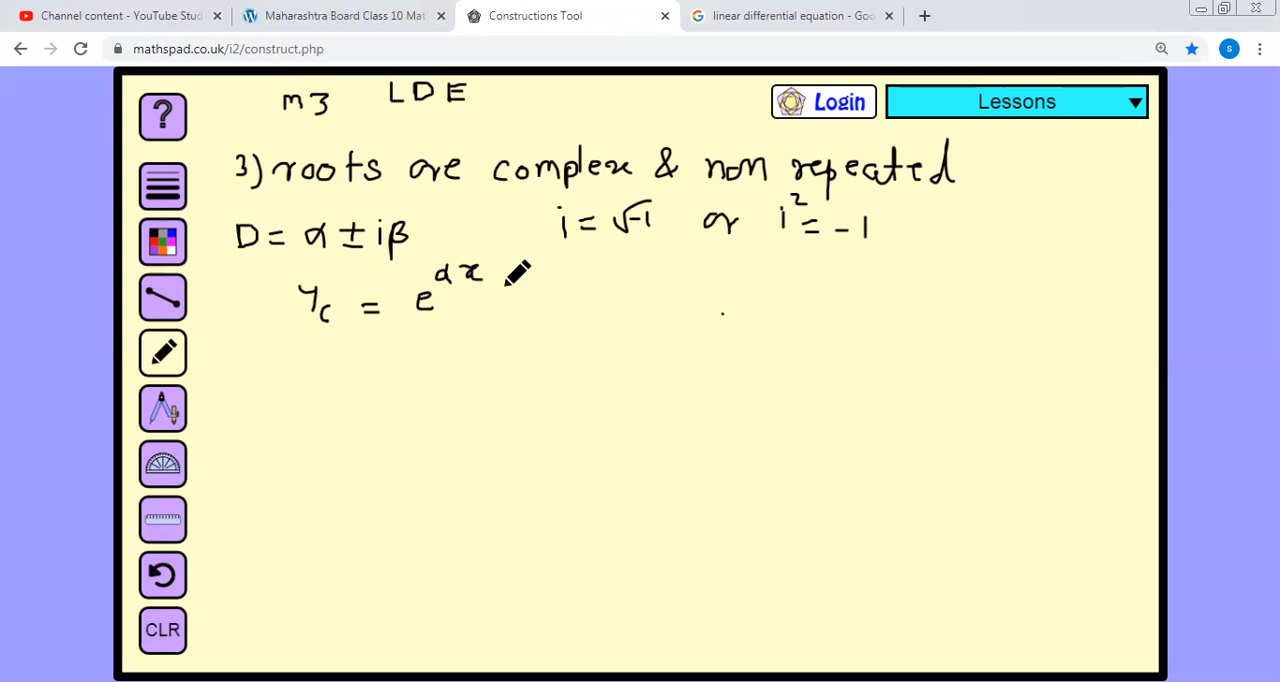 Channel content - YouTube Stud
Maharashtra Board Class 10 Mat
Constructions Tool
linear differential equation - Goo
mathspad.co.uk/i2/construct.php
S
?
Login
Lessons
m3 LDE
3) roots are complex & non repeated
D = α ± iβ i = √-1 or i² = -1
y_c = e^{αx}
CLR